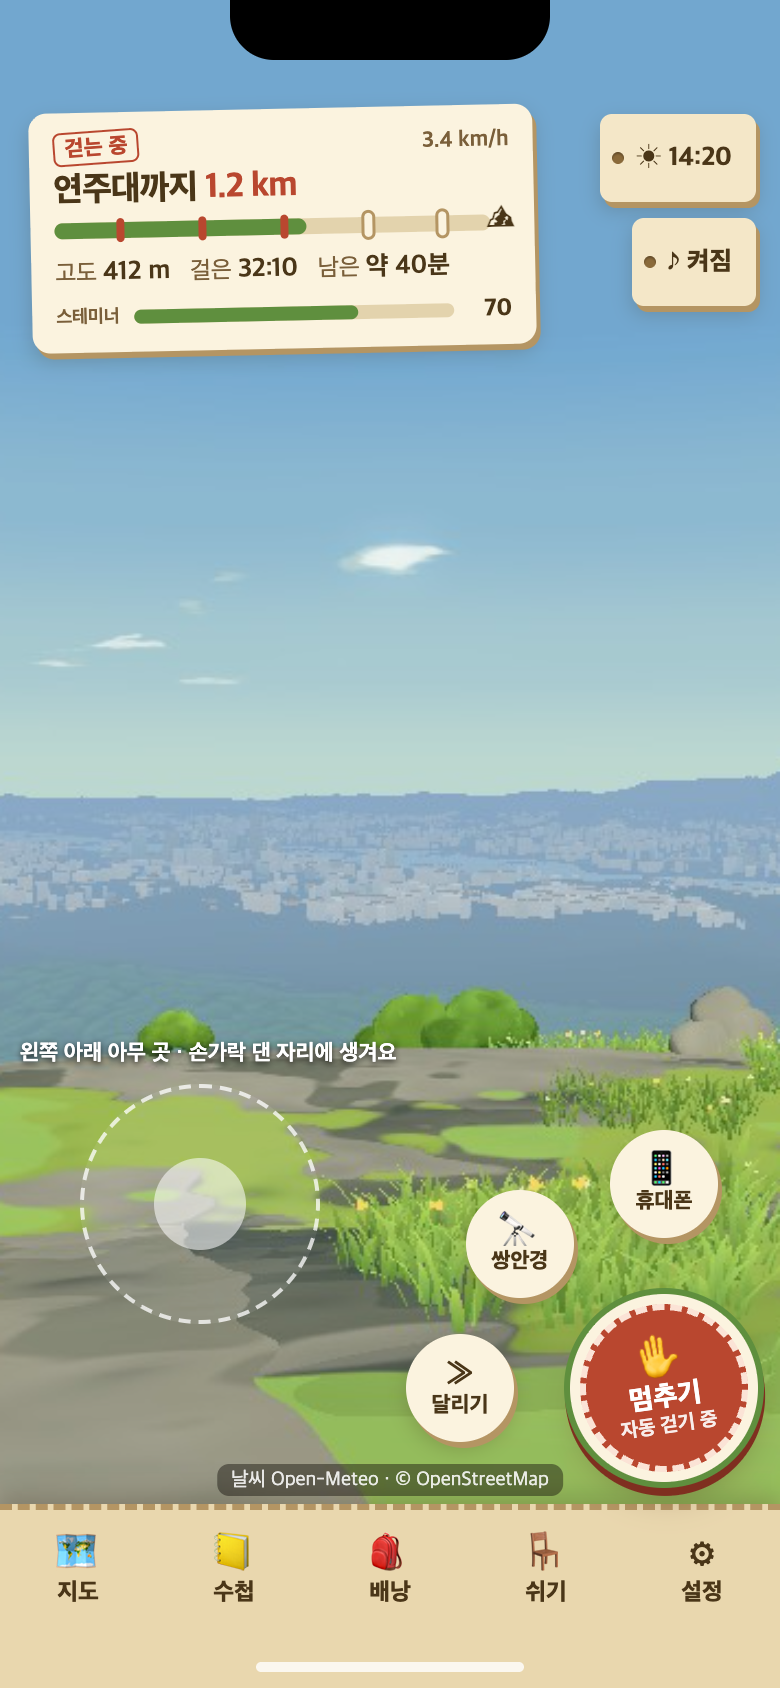 걷는 중
3.4 km/h
연주대까지 1.2 km
고도 412 m 걸은 32:10 남은 약 40분
스테미너 70
☀ 14:20
♪ 켜짐
왼쪽 아래 아무 곳 · 손가락 댄 자리에 생겨요
휴대폰
쌍안경
달리기
멈추기
자동 걷기 중
날씨 Open-Meteo · © OpenStreetMap
지도 수첩 배낭 쉬기 설정